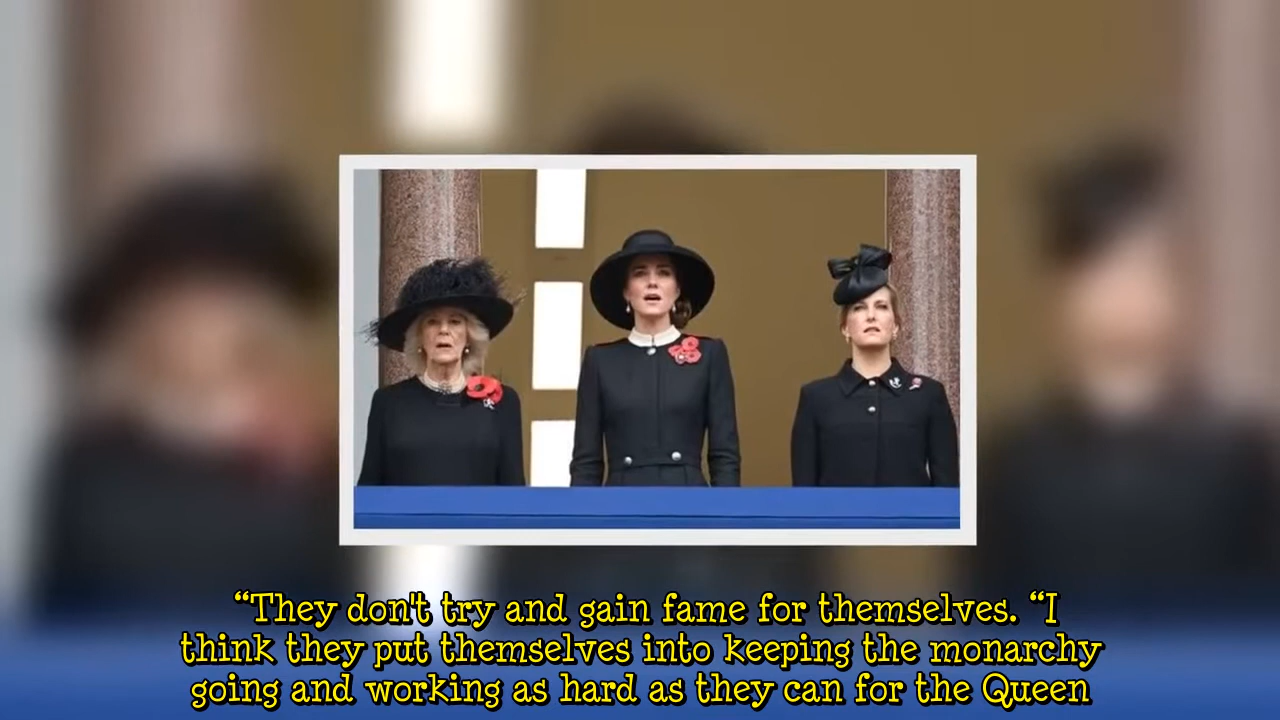 “They don't try and gain fame for themselves. “I
think they put themselves into keeping the monarchy
going and working as hard as they can for the Queen